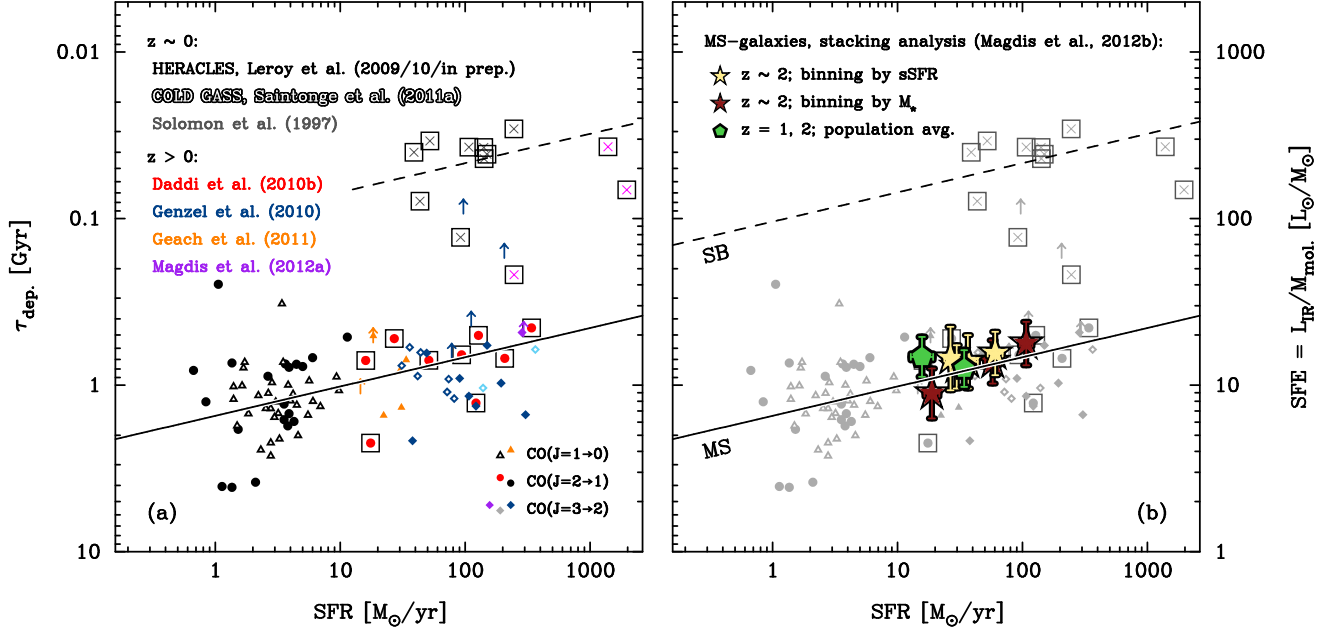 z ~ 0:
HERACLES, Leroy et al. (2009/10/in prep.)
COLD GASS, Saintonge et al. (2011a)
Solomon et al. (1997)
z > 0:
Daddi et al. (2010b)
Genzel et al. (2010)
Geach et al. (2011)
Magdis et al. (2012a)
CO(J=1→0)
CO(J=2→1)
CO(J=3→2)
(a)
0.01
0.1
1
10
τdep. [Gyr]
1
10
100
1000
SFR [M⊙/yr]
MS-galaxies, stacking analysis (Magdis et al., 2012b):
z ~ 2; binning by sSFR
z ~ 2; binning by M★
z = 1, 2; population avg.
SB
MS
(b)
1000
100
10
1
SFE = LIR/Mmol. [L⊙/M⊙]
1
10
100
1000
SFR [M⊙/yr]